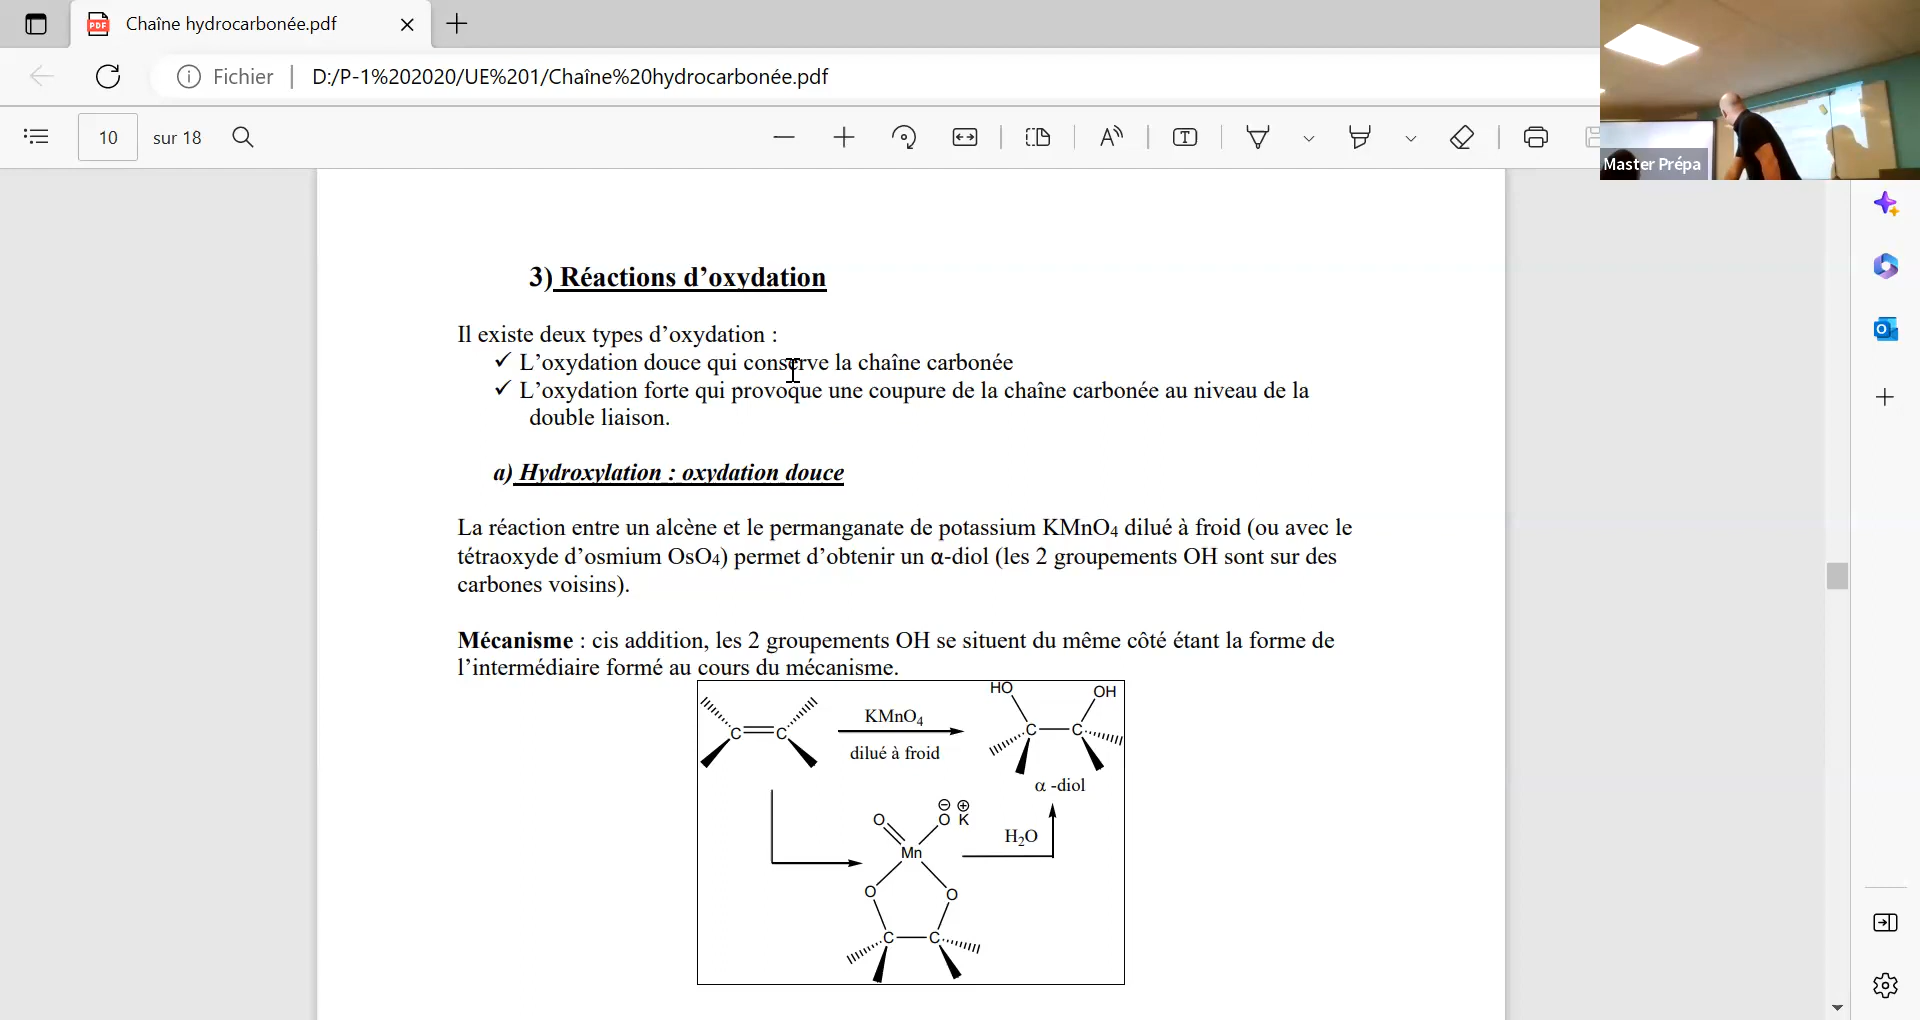 Chaîne hydrocarbonée.pdf
Fichier
D:/P-1%202020/UE%201/Chaîne%20hydrocarbonée.pdf
10 sur 18
Master Prépa
3) Réactions d’oxydation
Il existe deux types d’oxydation :
✓ L’oxydation douce qui conserve la chaîne carbonée
✓ L’oxydation forte qui provoque une coupure de la chaîne carbonée au niveau de la
double liaison.
a) Hydroxylation : oxydation douce
La réaction entre un alcène et le permanganate de potassium KMnO4 dilué à froid (ou avec le
tétraoxyde d’osmium OsO4) permet d’obtenir un α-diol (les 2 groupements OH sont sur des
carbones voisins).
Mécanisme : cis addition, les 2 groupements OH se situent du même côté étant la forme de
l’intermédiaire formé au cours du mécanisme.
HO OH
KMnO4
C C C C
dilué à froid
α -diol
⊖ ⊕
O O K
H2O
Mn
O O
C C